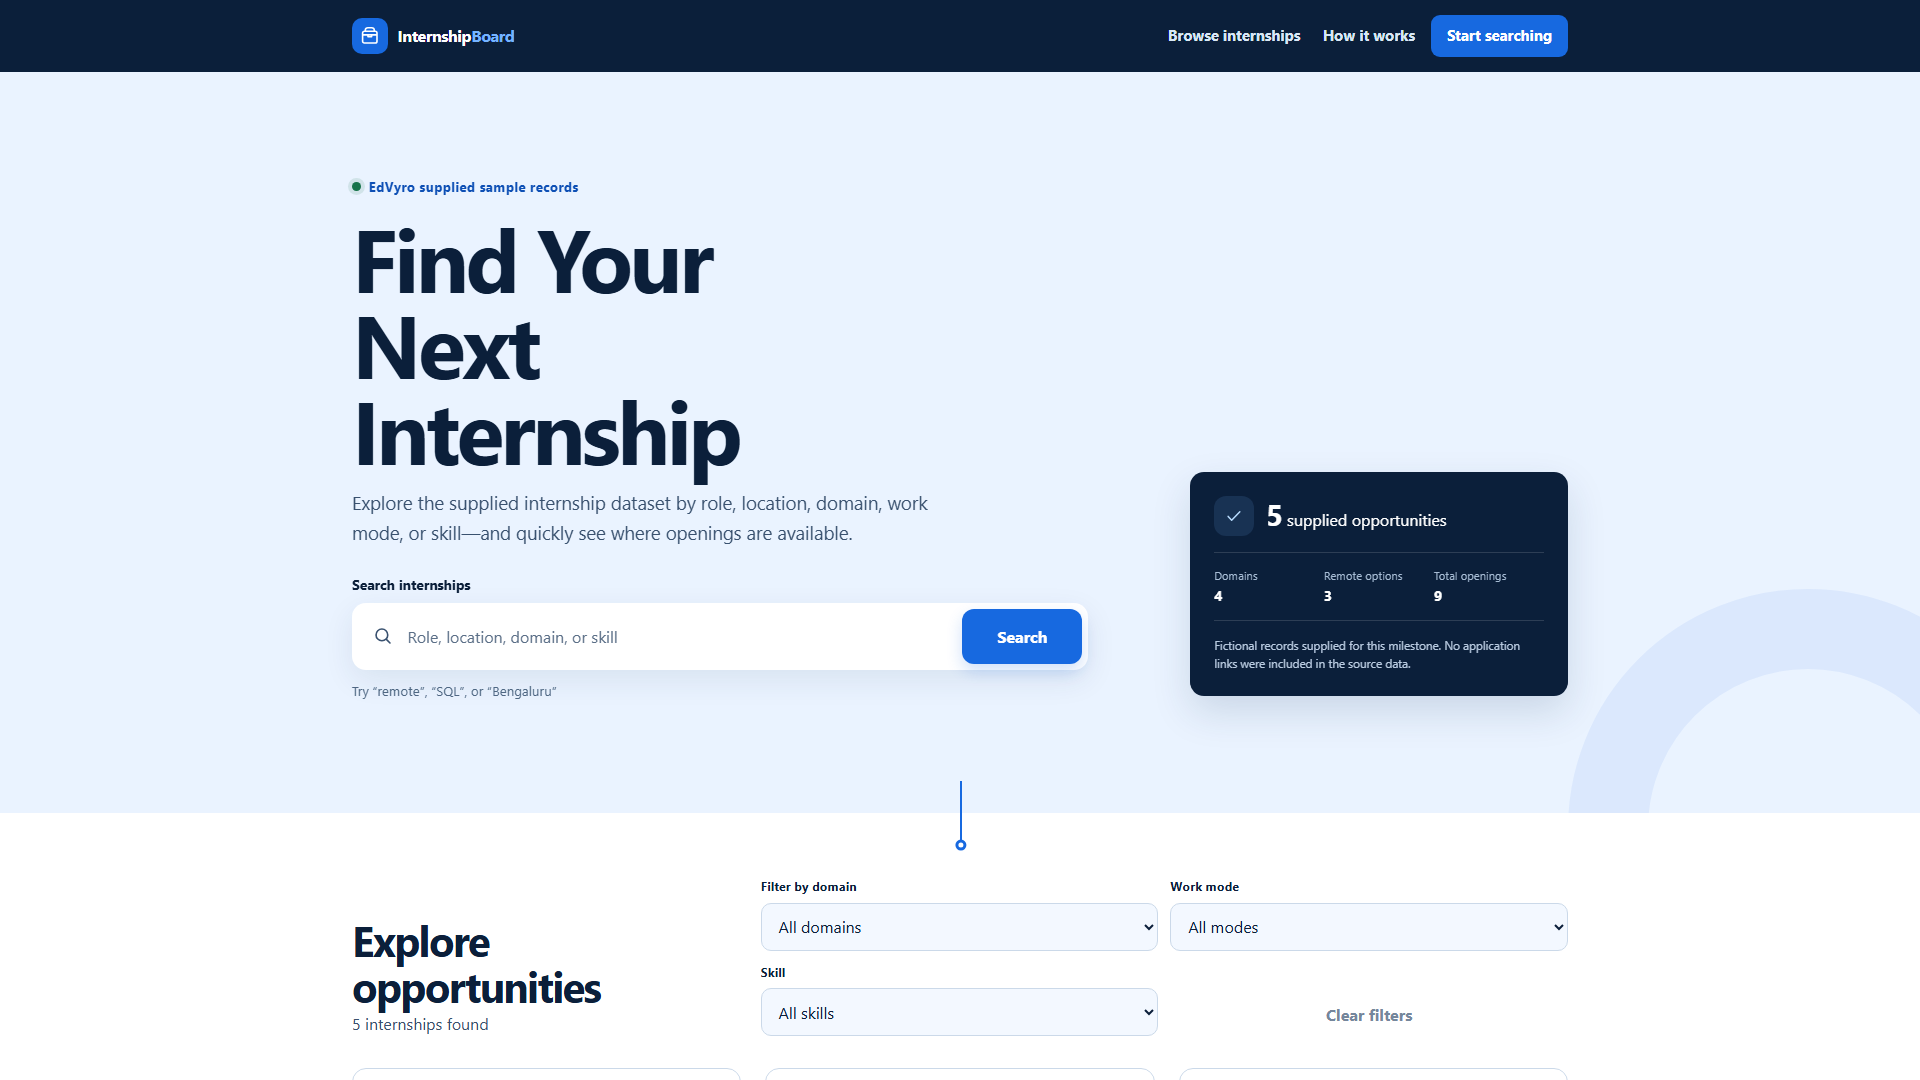 InternshipBoard
Browse internships
How it works
Start searching
EdVyro supplied sample records
Find Your
Next
Internship
Explore the supplied internship dataset by role, location, domain, work
mode, or skill—and quickly see where openings are available.
Search internships
Role, location, domain, or skill
Search
Try “remote”, “SQL”, or “Bengaluru”
5 supplied opportunities
Domains
4
Remote options
3
Total openings
9
Fictional records supplied for this milestone. No application
links were included in the source data.
Explore
opportunities
5 internships found
Filter by domain
All domains
Work mode
All modes
Skill
All skills
Clear filters